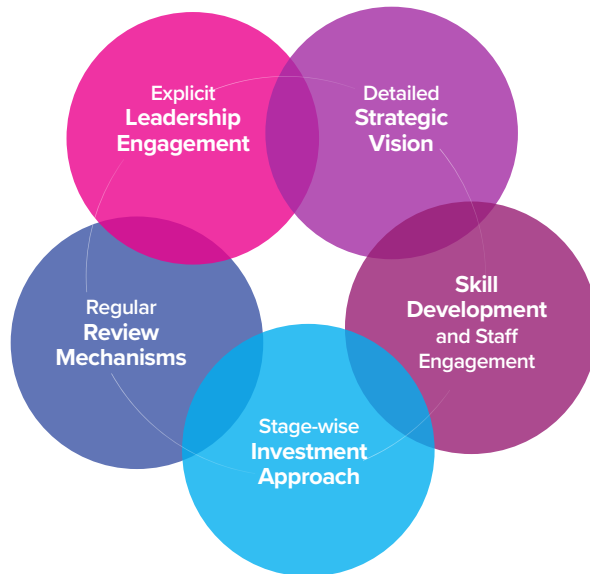 Explicit
Leadership
Engagement
Detailed
Strategic
Vision
Skill
Development
and Staff
Engagement
Stage-wise
Investment
Approach
Regular
Review
Mechanisms